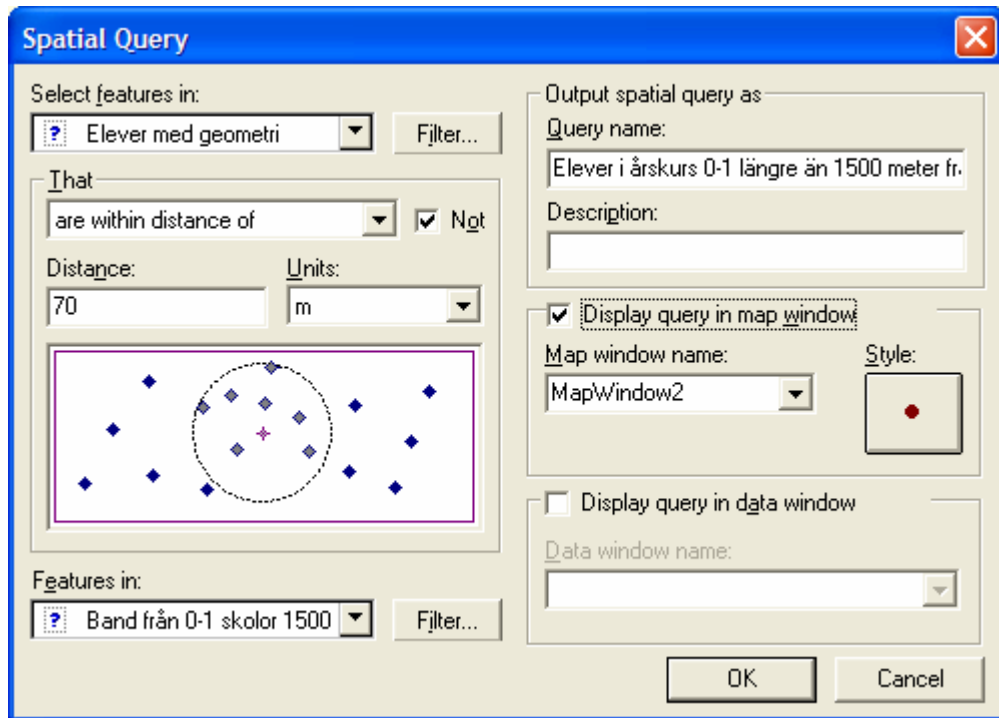 Spatial Query
Select features in:
Elever med geometri
Filter...
That
are within distance of
Not
Distance:
Units:
70
m
Features in:
Band från 0-1 skolor 1500
Filter...
Output spatial query as
Query name:
Elever i årskurs 0-1 längre än 1500 meter fr
Description:
Display query in map window
Map window name:
Style:
MapWindow2
Display query in data window
Data window name:
OK
Cancel